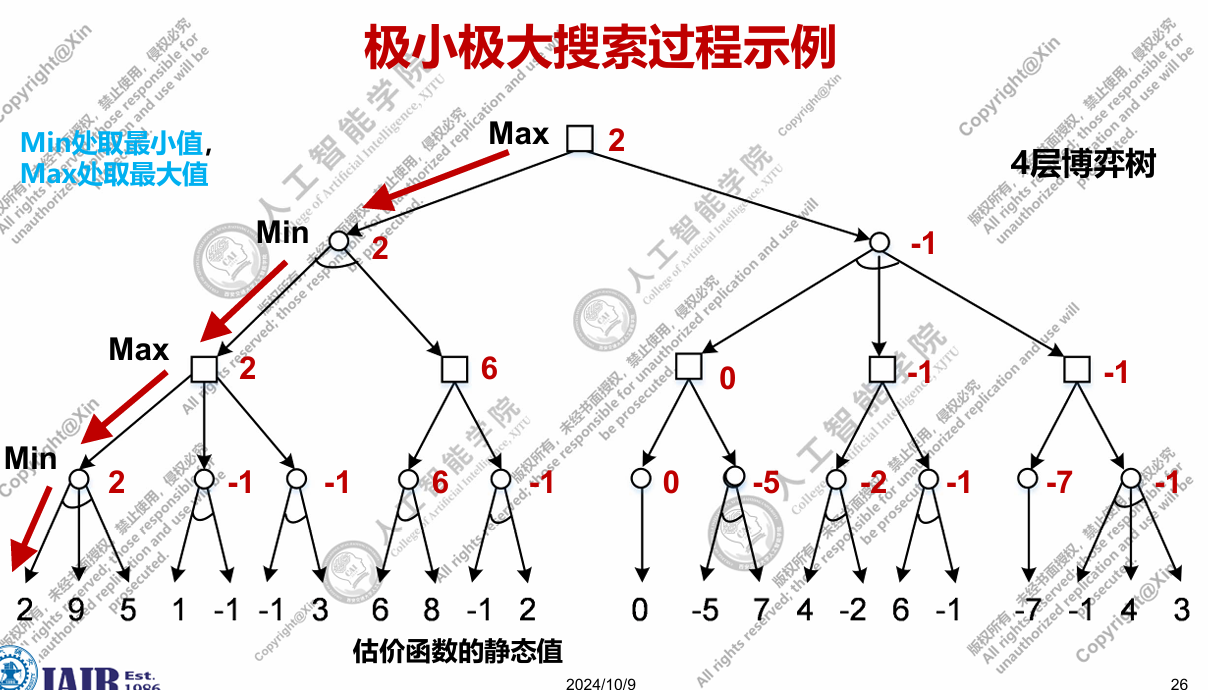 极小极大搜索过程示例
Min处取最小值,
Max处取最大值
4层博弈树
Max 2
Min 2 -1
Max 2 6 0 -1 -1
Min 2 -1 -1 6 -1 0 -5 -2 -1 -7 -1
2 9 5 1 -1 -1 3 6 8 -1 2 0 -5 7 4 -2 6 -1 -7 -1 4 3
估价函数的静态值
IAIR Est.
1986
2024/10/9
26
Copyright@Xin
人工智能学院
College of Artificial Intelligence, XJTU
版权所有，未经书面授权，禁止使用，侵权必究
All rights reserved; those responsible for
unauthorized replication and use will be
prosecuted.